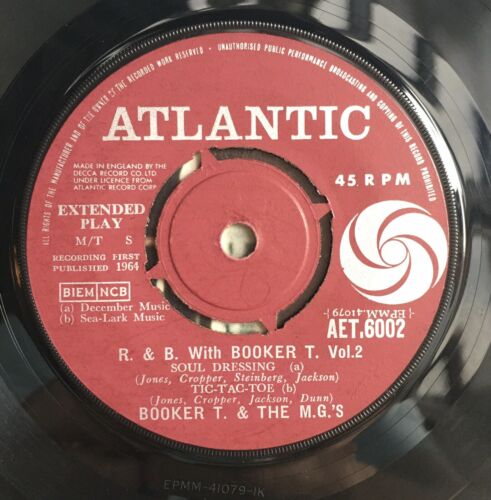 ALL RIGHTS OF THE MANUFACTURER AND OF THE OWNER OF THE RECORDED WORK RESERVED • UNAUTHORISED PUBLIC PERFORMANCE BROADCASTING AND COPYING OF THIS RECORD PROHIBITED
ATLANTIC
MADE IN ENGLAND BY THE
DECCA RECORD CO. LTD
UNDER LICENCE FROM
ATLANTIC RECORD CORP
45. R P M
EXTENDED
PLAY
M/T S
RECORDING FIRST
PUBLISHED 1964
BIEM NCB
(a) December Music
(b) Sea-Lark Music
(EPMM.41079-)
AET.6002
R. & B. With BOOKER T. Vol.2
SOUL DRESSING (a)
(Jones, Cropper, Steinberg, Jackson)
TIC-TAC-TOE (b)
(Jones, Cropper, Jackson, Dunn)
BOOKER T. & THE M.G.'S
EPMM-41079-1K